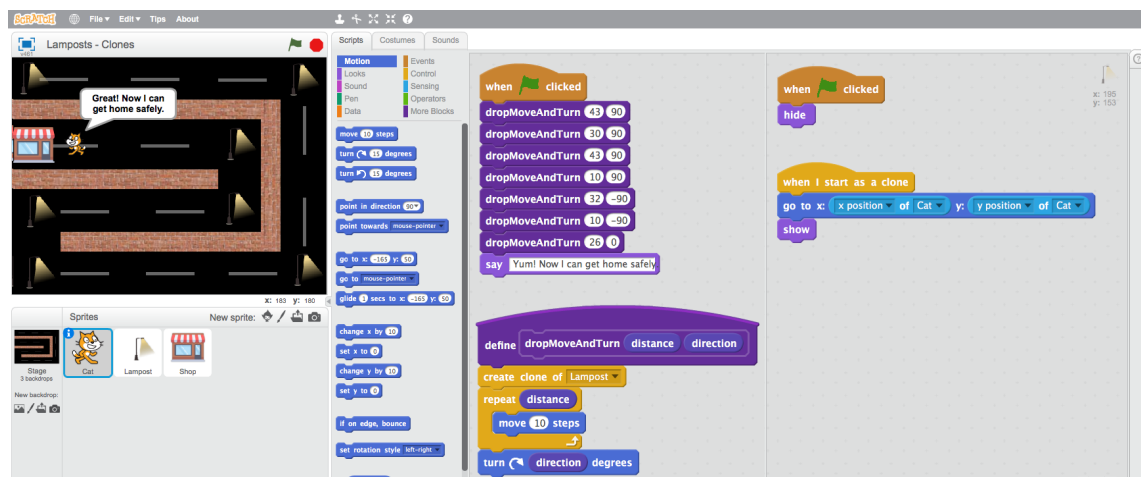 SCRATCH File▼ Edit▼ Tips About
Lamposts - Clones
v461
Great! Now I can
get home safely.
X: 183 y: 180
Sprites New sprite:
Stage
3 backdrops
New backdrop:
Cat
Lampost
Shop
Scripts Costumes Sounds
Motion Events
Looks Control
Sound Sensing
Pen Operators
Data More Blocks
move 10 steps
turn 15 degrees
turn 15 degrees
point in direction 90▼
point towards mouse-pointer
go to x: -165 y: 50
go to mouse-pointer
glide 1 secs to x: -165 y: 50
change x by 10
set x to 0
change y by 10
set y to 0
if on edge, bounce
set rotation style left-right
when clicked
dropMoveAndTurn 43 90
dropMoveAndTurn 30 90
dropMoveAndTurn 43 90
dropMoveAndTurn 10 90
dropMoveAndTurn 32 -90
dropMoveAndTurn 10 -90
dropMoveAndTurn 26 0
say Yum! Now I can get home safely
define dropMoveAndTurn distance direction
create clone of Lampost
repeat distance
move 10 steps
turn direction degrees
when clicked
hide
when I start as a clone
go to x: x position of Cat y: y position of Cat
show
x: 195
y: 153